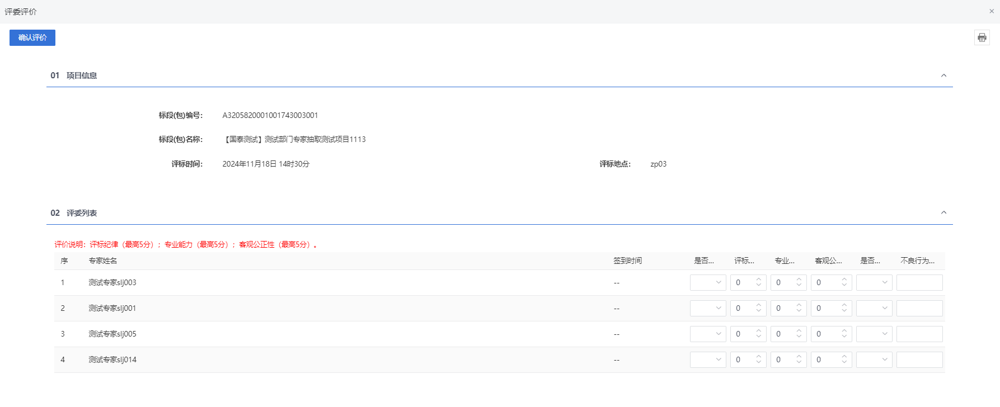 评委评价
确认评价
01 项目信息
标段(包)编号： A3205820001001743003001
标段(包)名称： 【国泰测试】测试部门专家抽取测试项目1113
评标时间： 2024年11月18日 14时30分 评标地点： zp03
02 评委列表
评价说明：评标纪律（最高5分）；专业能力（最高5分）；客观公正性（最高5分）。
序 专家姓名 签到时间 是否... 评标... 专业... 客观公... 是否... 不良行为...
1 测试专家slj003 -- 0 0 0
2 测试专家slj001 -- 0 0 0
3 测试专家slj005 -- 0 0 0
4 测试专家slj014 -- 0 0 0